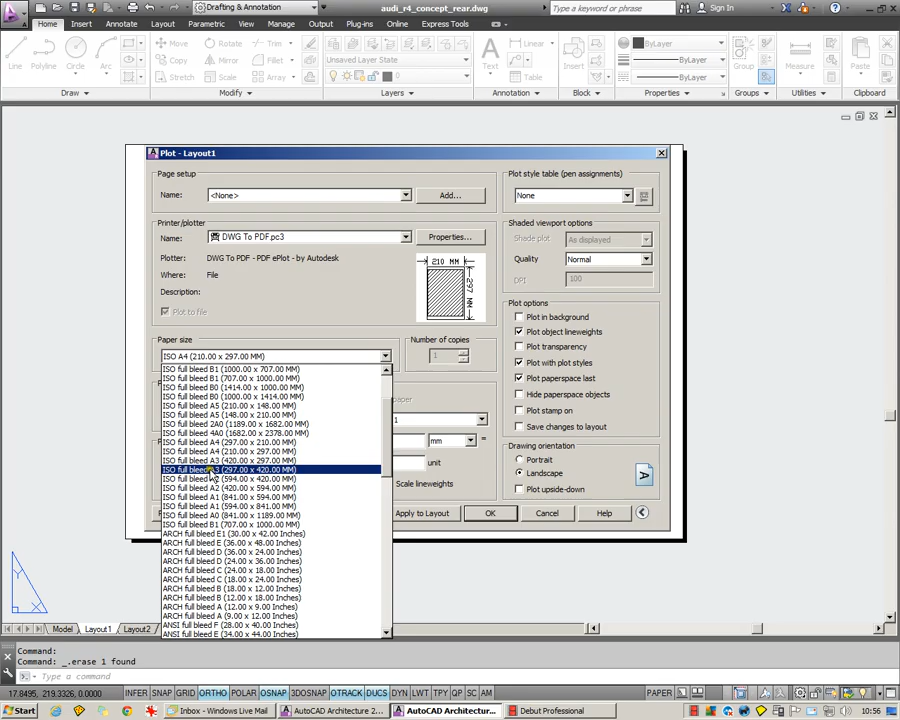 Drafting & Annotation
audi_r4_concept_rear.dwg
Type a keyword or phrase
Sign In
Home Insert Annotate Layout Parametric View Manage Output Plug-ins Online Express Tools
Line Polyline Circle Arc
Move Rotate Trim
Copy Mirror Fillet
Stretch Scale Array
Unsaved Layer State
0
Text
Linear
Leader
Table
Insert
ByLayer
ByLayer
ByLayer
Group
Measure
Paste
Draw Modify Layers Annotation Block Properties Groups Utilities Clipboard
Plot - Layout1
Page setup
Name: <None> Add...
Plot style table (pen assignments)
None
Printer/plotter
Name: DWG To PDF.pc3 Properties...
Plotter: DWG To PDF - PDF ePlot - by Autodesk
Where: File
Description:
Plot to file
210 MM
297 MM
Shaded viewport options
Shade plot As displayed
Quality Normal
DPI 100
Plot options
Plot in background
Plot object lineweights
Plot transparency
Plot with plot styles
Plot paperspace last
Hide paperspace objects
Plot stamp on
Save changes to layout
Drawing orientation
Portrait
Landscape
Plot upside-down
A
Paper size
ISO A4 (210.00 x 297.00 MM)
Number of copies
1
ISO full bleed B1 (1000.00 x 707.00 MM)
ISO full bleed B1 (707.00 x 1000.00 MM)
ISO full bleed B0 (1414.00 x 1000.00 MM)
ISO full bleed B0 (1000.00 x 1414.00 MM)
ISO full bleed A5 (210.00 x 148.00 MM)
ISO full bleed A5 (148.00 x 210.00 MM)
ISO full bleed 2A0 (1189.00 x 1682.00 MM)
ISO full bleed 4A0 (1682.00 x 2378.00 MM)
ISO full bleed A4 (297.00 x 210.00 MM)
ISO full bleed A4 (210.00 x 297.00 MM)
ISO full bleed A3 (420.00 x 297.00 MM)
ISO full bleed A3 (297.00 x 420.00 MM)
ISO full bleed A2 (594.00 x 420.00 MM)
ISO full bleed A2 (420.00 x 594.00 MM)
ISO full bleed A1 (841.00 x 594.00 MM)
ISO full bleed A1 (594.00 x 841.00 MM)
ISO full bleed A0 (841.00 x 1189.00 MM)
ISO full bleed B1 (707.00 x 1000.00 MM)
ARCH full bleed E1 (30.00 x 42.00 Inches)
ARCH full bleed E (36.00 x 48.00 Inches)
ARCH full bleed D (36.00 x 24.00 Inches)
ARCH full bleed D (24.00 x 36.00 Inches)
ARCH full bleed C (24.00 x 18.00 Inches)
ARCH full bleed C (18.00 x 24.00 Inches)
ARCH full bleed B (18.00 x 12.00 Inches)
ARCH full bleed B (12.00 x 18.00 Inches)
ARCH full bleed A (12.00 x 9.00 Inches)
ARCH full bleed A (9.00 x 12.00 Inches)
ANSI full bleed F (28.00 x 40.00 Inches)
ANSI full bleed E (34.00 x 44.00 Inches)
paper
mm =
unit
Scale lineweights
Apply to Layout OK Cancel Help
Y
X
Model Layout1 Layout2
Command:
Command: _.erase 1 found
Type a command
17.8495, 219.3326, 0.0000
INFER SNAP GRID ORTHO POLAR OSNAP 3DOSNAP OTRACK DUCS DYN LWT TPY QP SC AM
PAPER
Start
Inbox - Windows Live Mail
AutoCAD Architecture 2...
AutoCAD Architectur...
Debut Professional
10:56